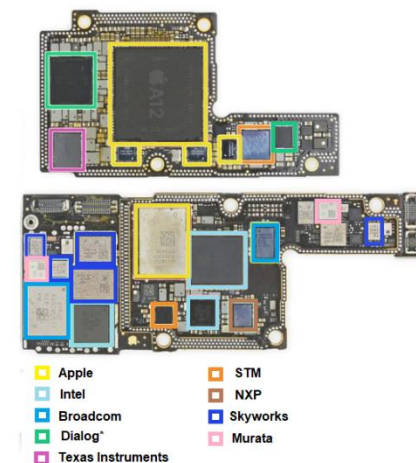 A12
Apple
STM
Intel
NXP
Broadcom
Skyworks
Dialog*
Murata
Texas Instruments